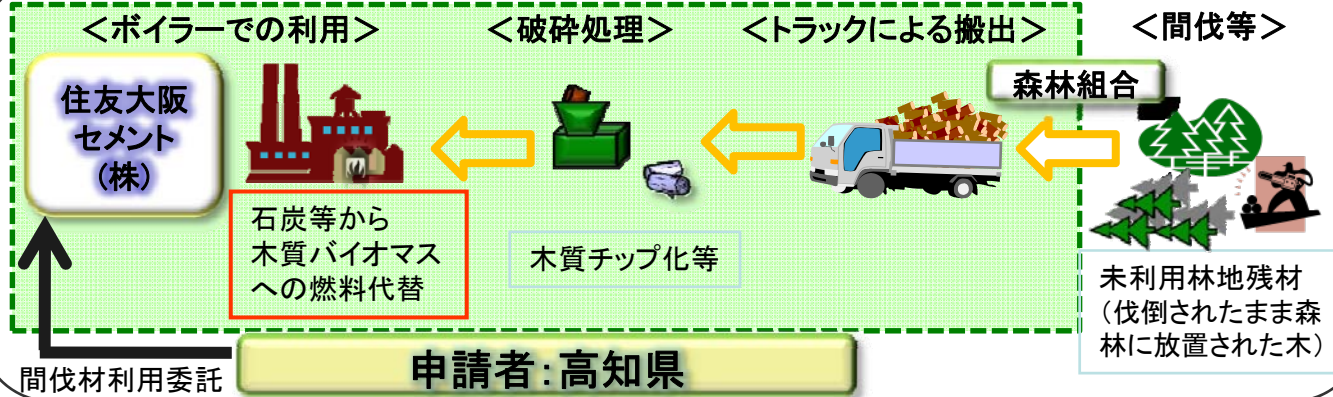 ＜ボイラーでの利用＞
＜破砕処理＞
＜トラックによる搬出＞
＜間伐等＞
住友大阪
セメント
(株)
森林組合
石炭等から
木質バイオマス
への燃料代替
木質チップ化等
未利用林地残材
（伐倒されたまま森
林に放置された木）
間伐材利用委託
申請者：高知県